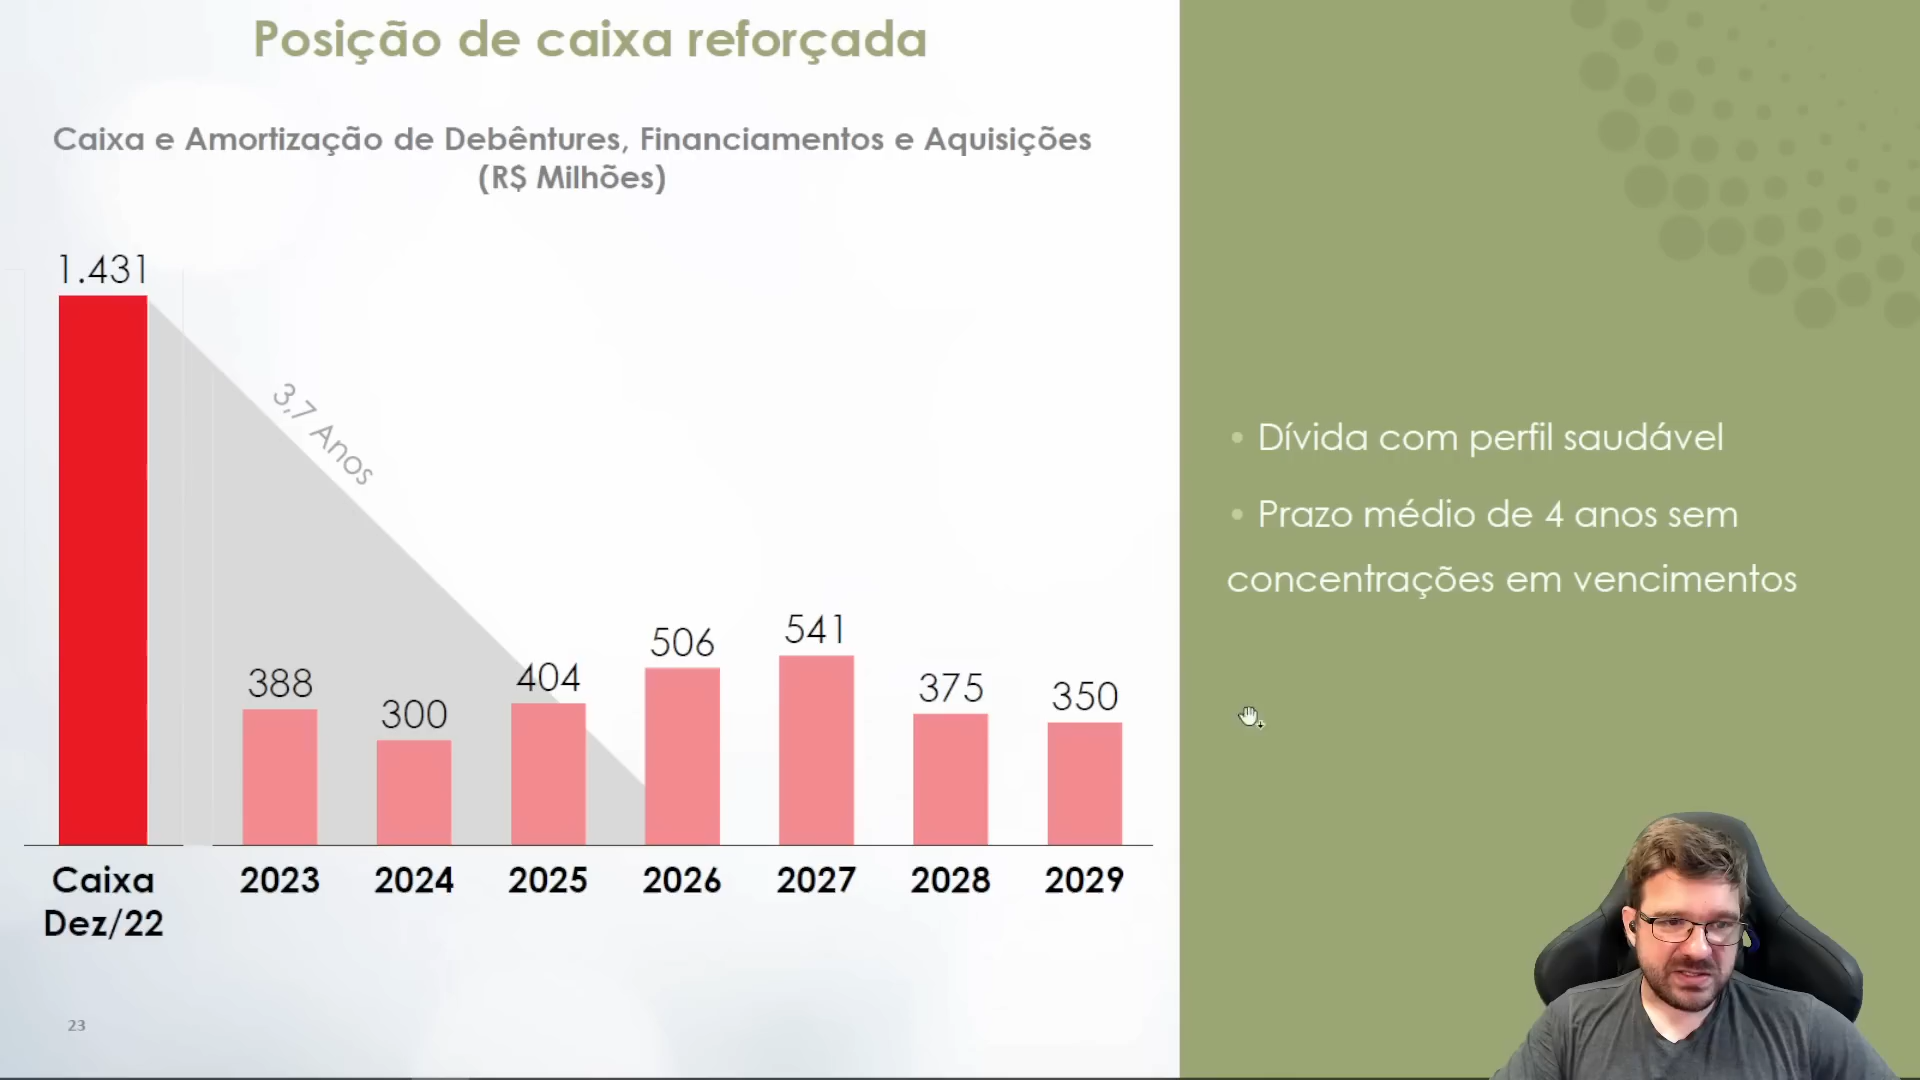 Posição de caixa reforçada
Caixa e Amortização de Debêntures, Financiamentos e Aquisições
(R$ Milhões)
1.431
3,7 Anos
388
300
404
506
541
375
350
Caixa
Dez/22
2023
2024
2025
2026
2027
2028
2029
23
• Dívida com perfil saudável
• Prazo médio de 4 anos sem
concentrações em vencimentos